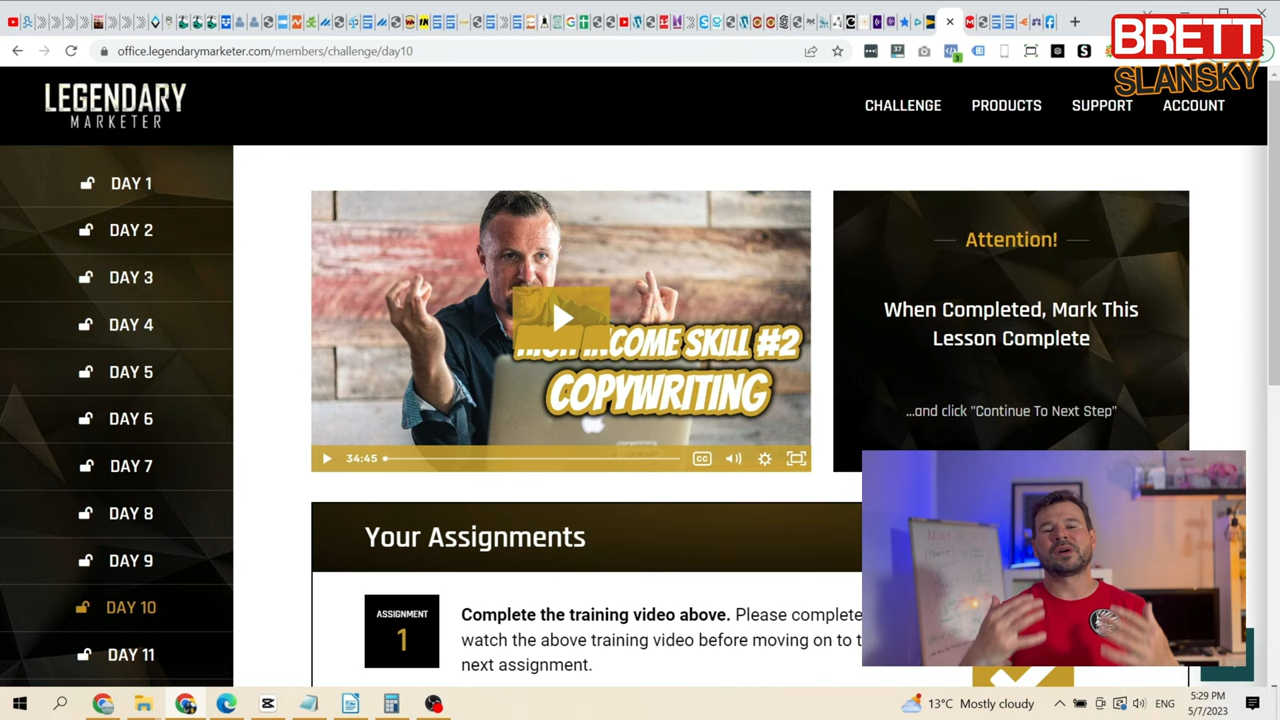 BRETT
SLANSKY
office.legendarymarketer.com/members/challenge/day10
37
3
LEGENDARY
MARKETER
CHALLENGE
PRODUCTS
SUPPORT
ACCOUNT
DAY 1
DAY 2
DAY 3
DAY 4
DAY 5
DAY 6
DAY 7
DAY 8
DAY 9
DAY 10
DAY 11
INCOME SKILL #2
COPYWRITING
34:45
CC
Attention!
When Completed, Mark This
Lesson Complete
...and click "Continue To Next Step"
Your Assignments
ASSIGNMENT
1
Complete the training video above. Please complete
watch the above training video before moving on to t
next assignment.
13°C Mostly cloudy
ENG
5:29 PM
5/7/2023